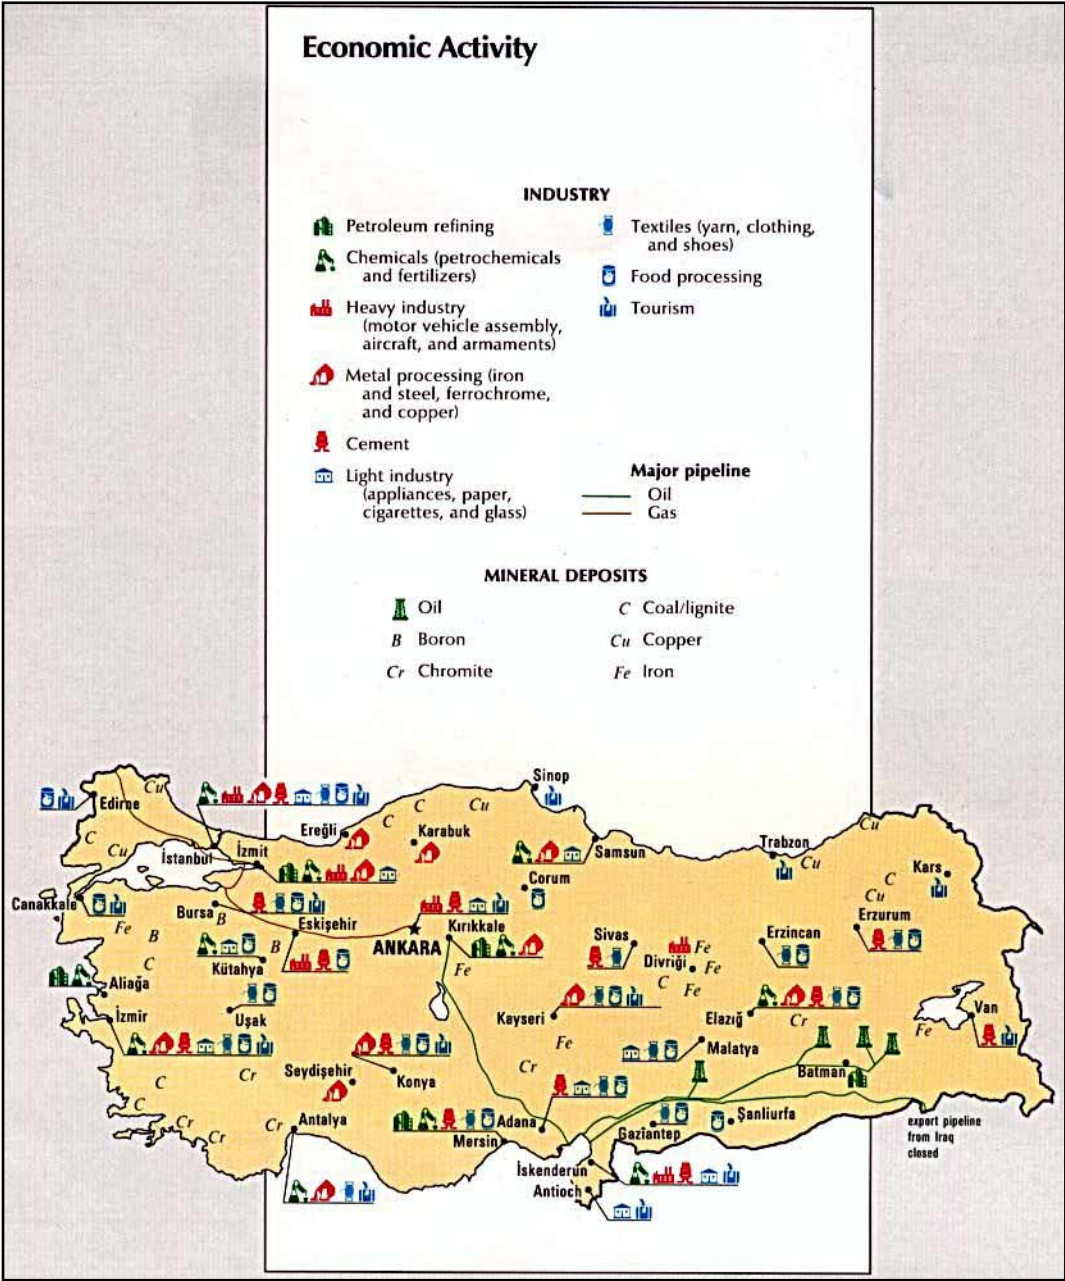 Economic Activity
INDUSTRY
Petroleum refining
Chemicals (petrochemicals
and fertilizers)
Heavy industry
(motor vehicle assembly,
aircraft, and armaments)
Metal processing (iron
and steel, ferrochrome,
and copper)
Cement
Light industry
(appliances, paper,
cigarettes, and glass)
Textiles (yarn, clothing,
and shoes)
Food processing
Tourism
Major pipeline
Oil
Gas
MINERAL DEPOSITS
Oil
B Boron
Cr Chromite
C Coal/lignite
Cu Copper
Fe Iron
Sinop
Cu
Edirne
C
Cu
Ereğli
C
Karabuk
Cu
C
Cu
İstanbul
İzmit
Samsun
Trabzon
Cu
Kars
C
Cu
Corum
Canakkale
Bursa
B
Eskişehir
Erzurum
Fe
B
B
ANKARA
Kırıkkale
Sivas
Fe
Erzincan
C
Kütahya
Fe
Divriği
Fe
Aliağa
C
Fe
İzmir
Uşak
Kayseri
Elazığ
Cr
Van
Fe
Fe
Malatya
Seydişehir
Cr
Batman
C
Cr
Konya
C
Cr
Cr
Cr
Antalya
Adana
Mersin
Gaziantep
Şanliurfa
export pipeline
from Iraq
closed
İskenderun
Antioch